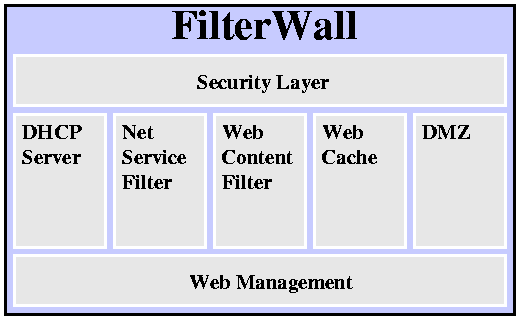 FilterWall
Security Layer
DHCP
Server
Net
Service
Filter
Web
Content
Filter
Web
Cache
DMZ
Web Management